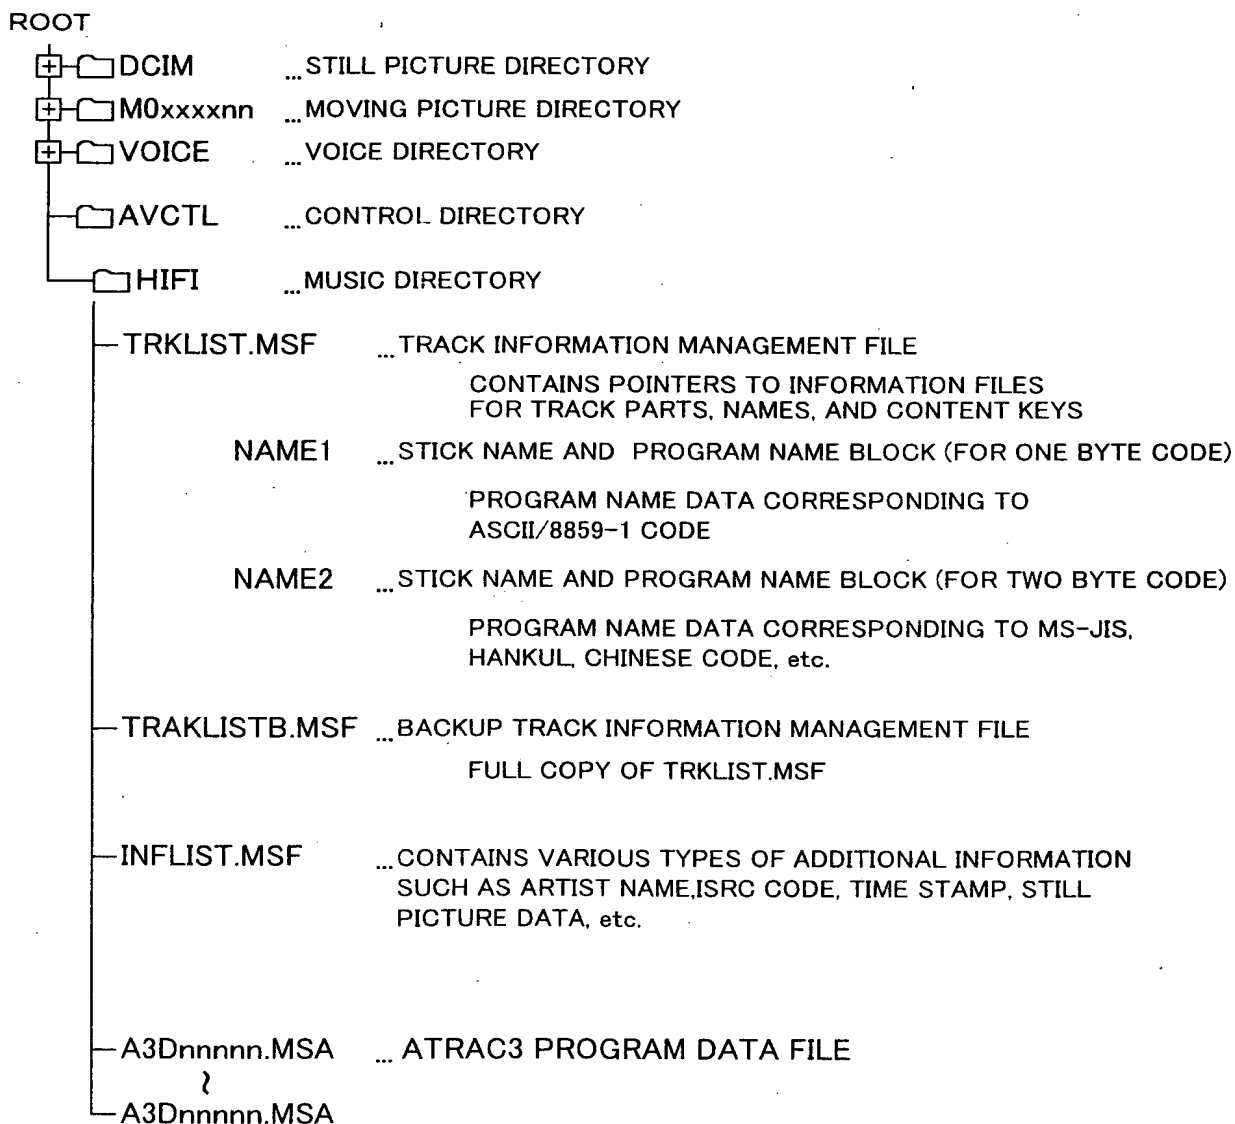 ROOT
DCIM ...STILL PICTURE DIRECTORY
M0xxxxnn ...MOVING PICTURE DIRECTORY
VOICE ...VOICE DIRECTORY
AVCTL ...CONTROL DIRECTORY
HIFI ...MUSIC DIRECTORY
TRKLIST.MSF ...TRACK INFORMATION MANAGEMENT FILE
CONTAINS POINTERS TO INFORMATION FILES
FOR TRACK PARTS, NAMES, AND CONTENT KEYS
NAME1 ...STICK NAME AND PROGRAM NAME BLOCK (FOR ONE BYTE CODE)
PROGRAM NAME DATA CORRESPONDING TO
ASCII/8859-1 CODE
NAME2 ...STICK NAME AND PROGRAM NAME BLOCK (FOR TWO BYTE CODE)
PROGRAM NAME DATA CORRESPONDING TO MS-JIS,
HANKUL, CHINESE CODE, etc.
TRAKLISTB.MSF ...BACKUP TRACK INFORMATION MANAGEMENT FILE
FULL COPY OF TRKLIST.MSF
INFLIST.MSF ...CONTAINS VARIOUS TYPES OF ADDITIONAL INFORMATION
SUCH AS ARTIST NAME,ISRC CODE, TIME STAMP, STILL
PICTURE DATA, etc.
A3Dnnnnn.MSA ... ATRAC3 PROGRAM DATA FILE
≀
A3Dnnnnn.MSA